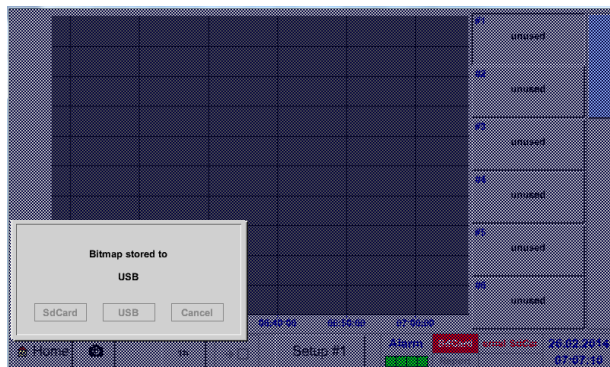 #1
unused
#2
unused
#3
unused
#4
unused
#5
unused
#6
unused
Bitmap stored to
USB
SdCard USB Cancel
06:40:00 06:50:00 07:00:00
Home 1h Setup #1 Alarm SdCard SdCar 26.02.2014
07:07:10